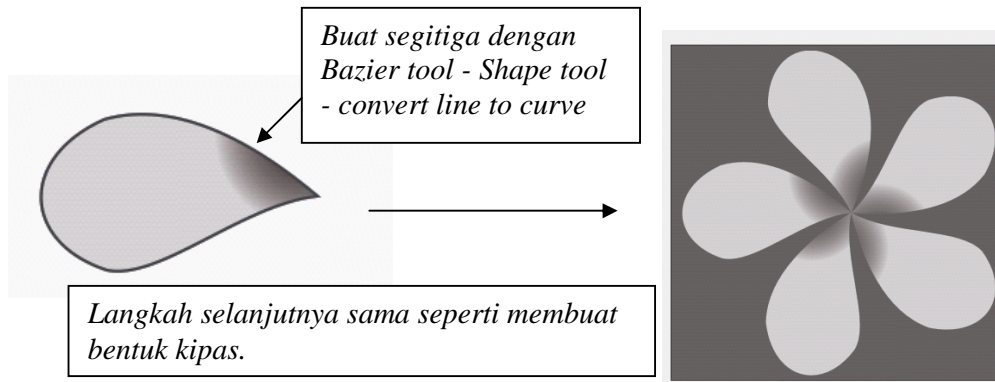 Buat segitiga dengan
Bazier tool - Shape tool
- convert line to curve
Langkah selanjutnya sama seperti membuat
bentuk kipas.